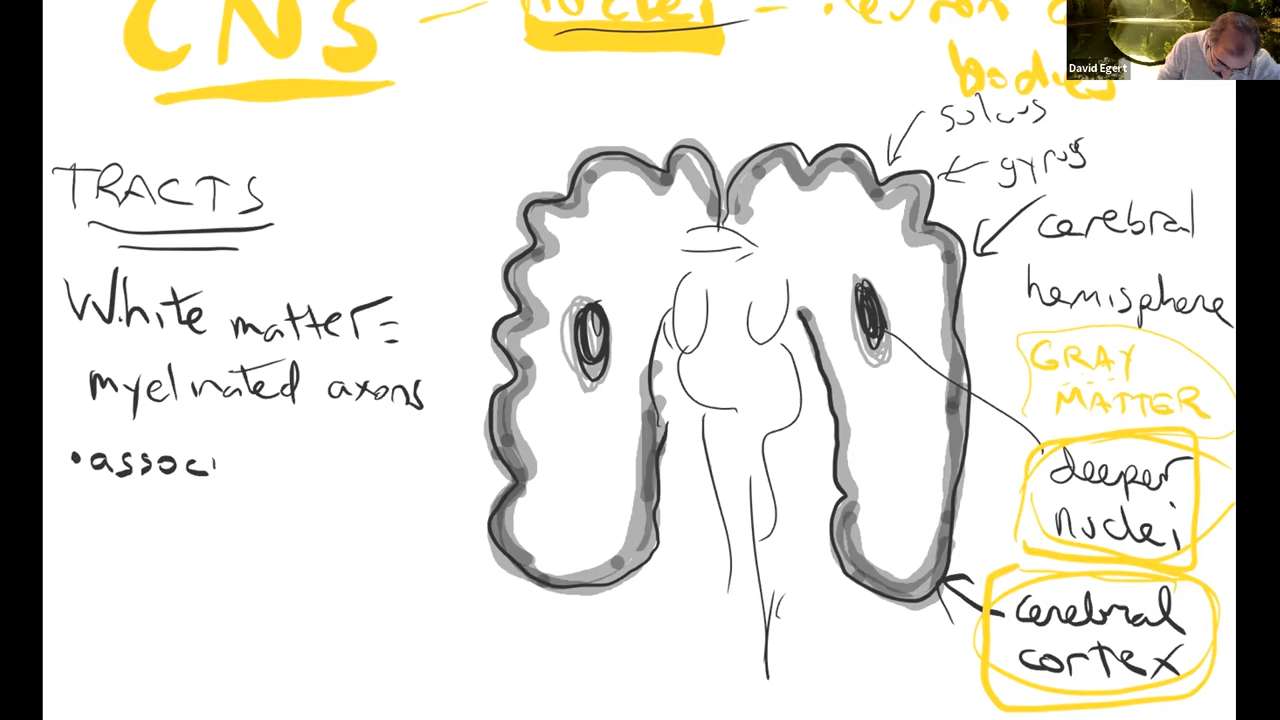 CNS - nuclei =
bodies
David Egert
sulcus
gyrus
cerebral
hemisphere
TRACTS
White matter =
myelinated axons
• associ
GRAY
MATTER
deeper
nuclei
cerebral
cortex